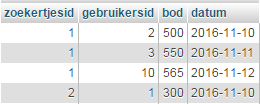 zoekertjesid gebruikersid bod datum
1 2 500 2016-11-10
1 3 550 2016-11-11
1 10 565 2016-11-12
2 1 300 2016-11-10